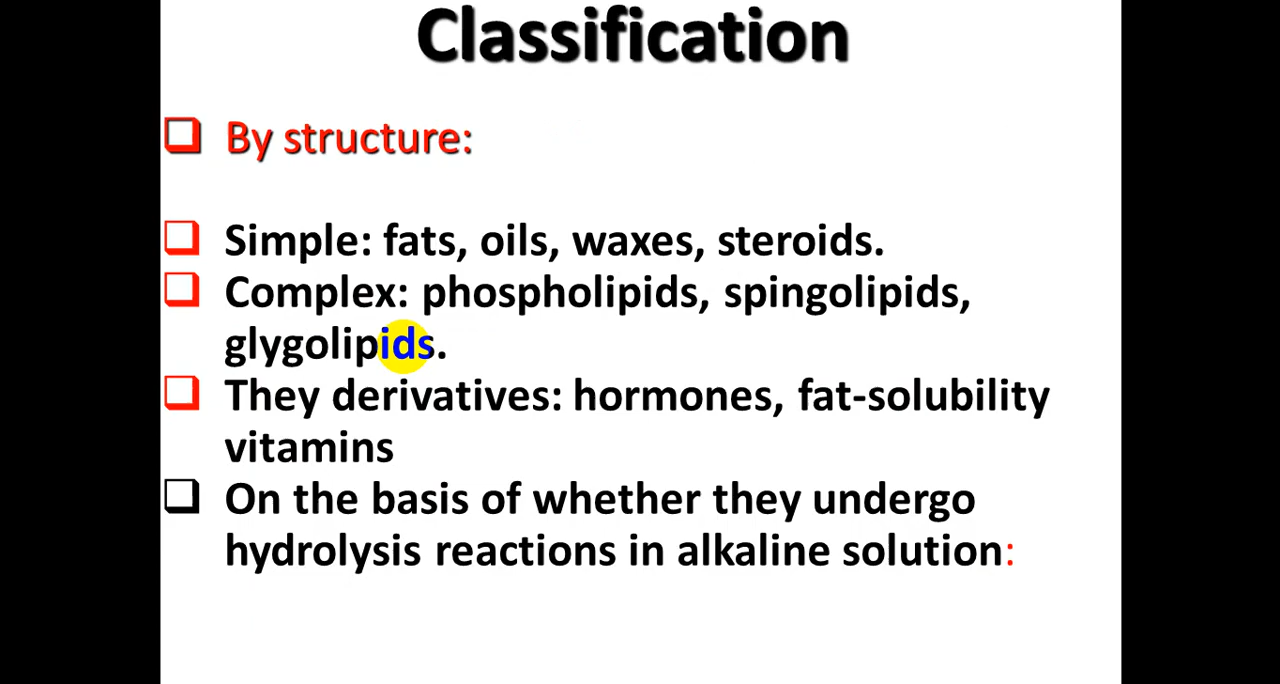 Classification
By structure:
Simple: fats, oils, waxes, steroids.
Complex: phospholipids, spingolipids,
glygolipids.
They derivatives: hormones, fat-solubility
vitamins
On the basis of whether they undergo
hydrolysis reactions in alkaline solution: